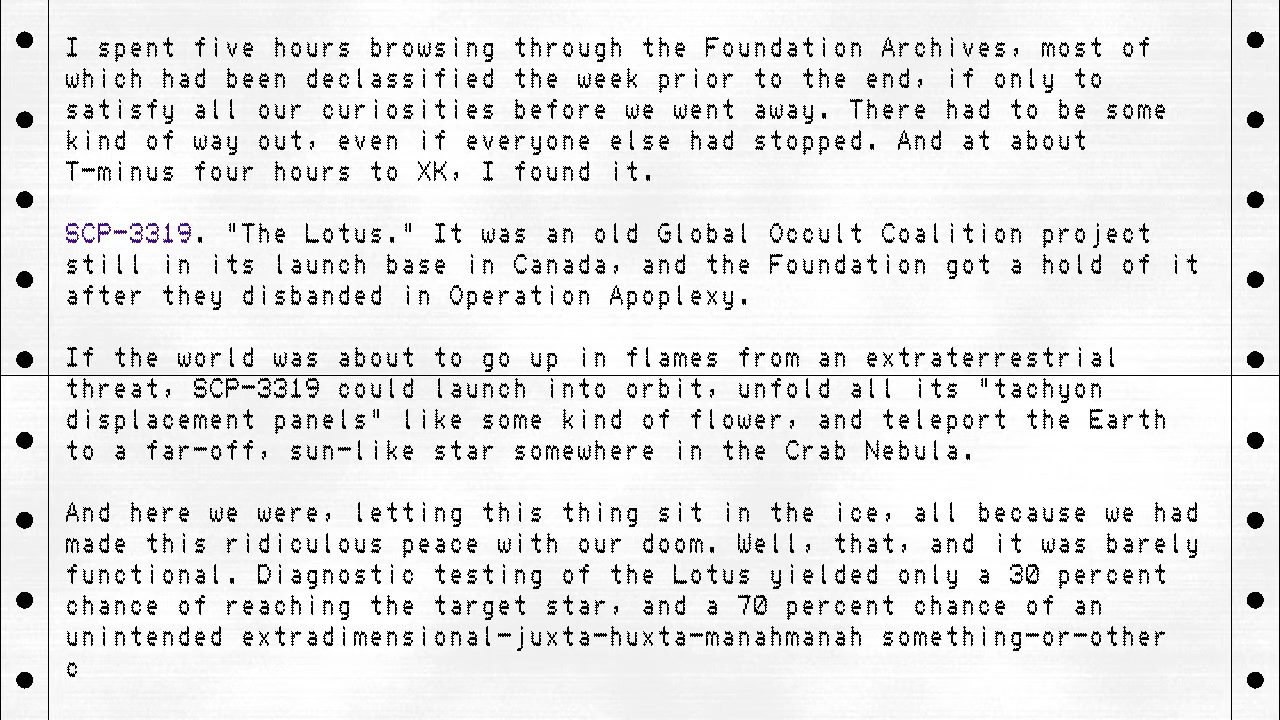 I spent five hours browsing through the Foundation Archives, most of
which had been declassified the week prior to the end, if only to
satisfy all our curiosities before we went away. There had to be some
kind of way out, even if everyone else had stopped. And at about
T-minus four hours to XK, I found it.
SCP-3319. "The Lotus." It was an old Global Occult Coalition project
still in its launch base in Canada, and the Foundation got a hold of it
after they disbanded in Operation Apoplexy.
If the world was about to go up in flames from an extraterrestrial
threat, SCP-3319 could launch into orbit, unfold all its "tachyon
displacement panels" like some kind of flower, and teleport the Earth
to a far-off, sun-like star somewhere in the Crab Nebula.
And here we were, letting this thing sit in the ice, all because we had
made this ridiculous peace with our doom. Well, that, and it was barely
functional. Diagnostic testing of the Lotus yielded only a 30 percent
chance of reaching the target star, and a 70 percent chance of an
unintended extradimensional-juxta-huxta-manahmanah something-or-other
c